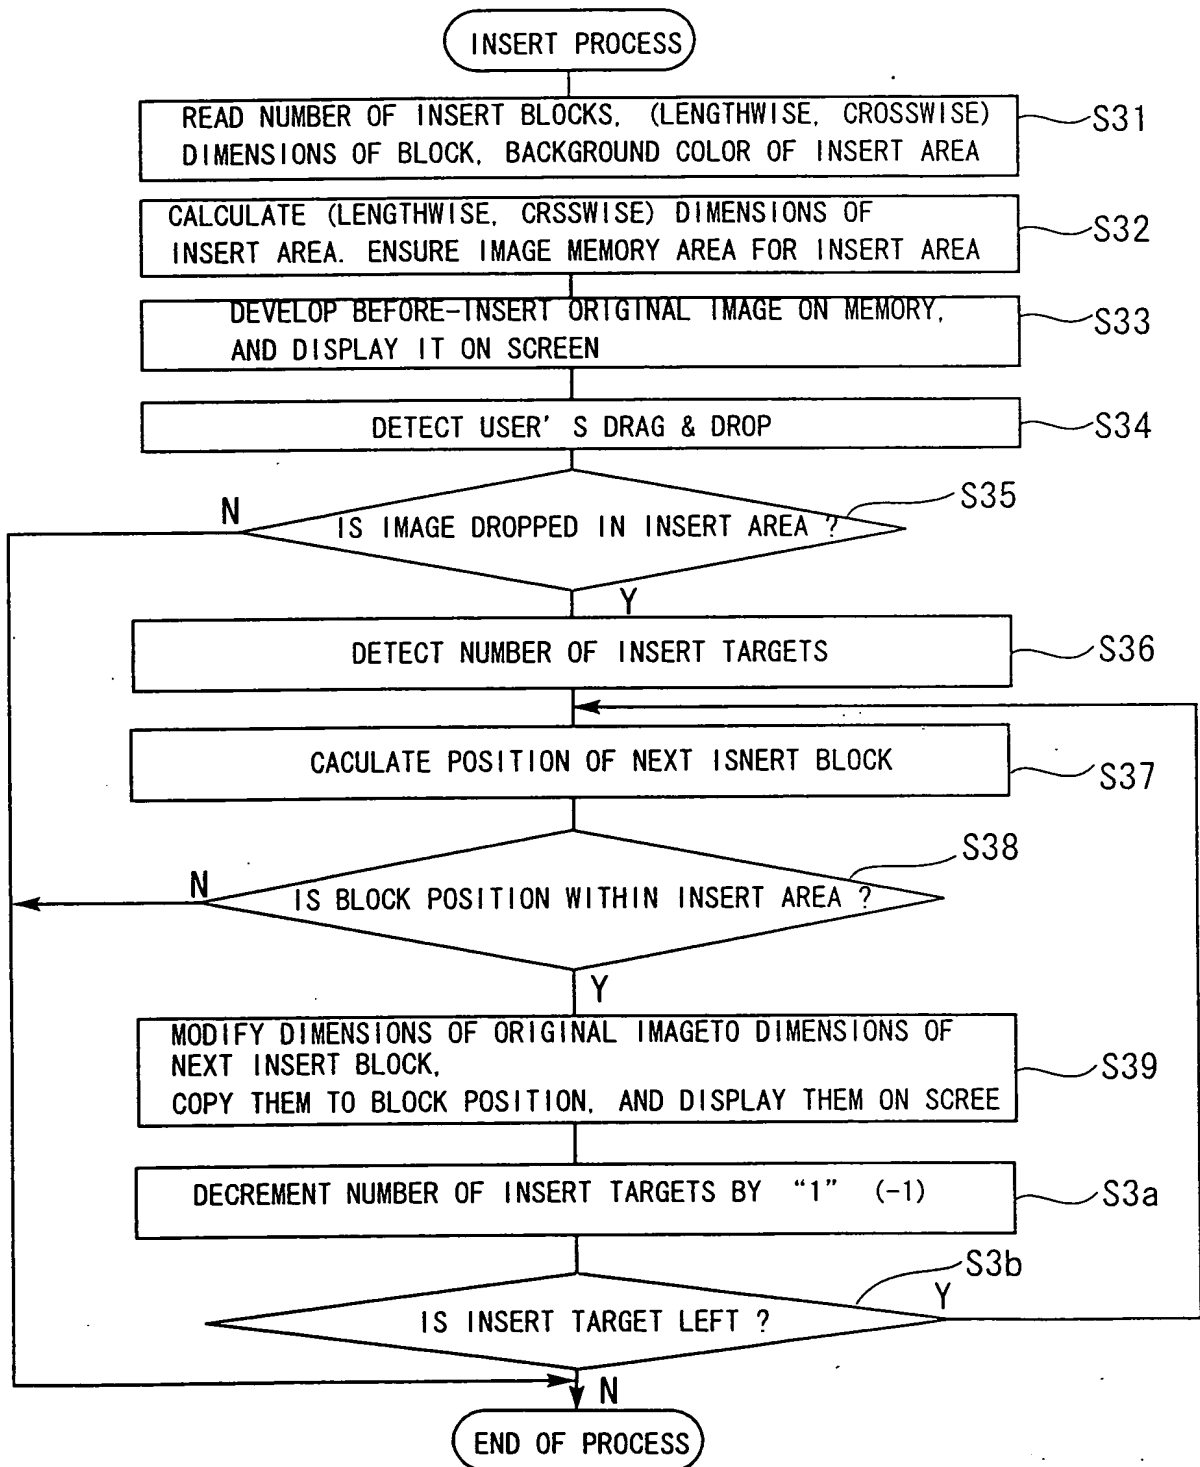 INSERT PROCESS
READ NUMBER OF INSERT BLOCKS, (LENGTHWISE, CROSSWISE)
DIMENSIONS OF BLOCK, BACKGROUND COLOR OF INSERT AREA
S31
CALCULATE (LENGTHWISE, CRSSWISE) DIMENSIONS OF
INSERT AREA. ENSURE IMAGE MEMORY AREA FOR INSERT AREA
S32
DEVELOP BEFORE-INSERT ORIGINAL IMAGE ON MEMORY,
AND DISPLAY IT ON SCREEN
S33
DETECT USER' S DRAG & DROP
S34
IS IMAGE DROPPED IN INSERT AREA ?
S35
N
Y
DETECT NUMBER OF INSERT TARGETS
S36
CACULATE POSITION OF NEXT ISNERT BLOCK
S37
IS BLOCK POSITION WITHIN INSERT AREA ?
S38
N
Y
MODIFY DIMENSIONS OF ORIGINAL IMAGETO DIMENSIONS OF
NEXT INSERT BLOCK,
COPY THEM TO BLOCK POSITION, AND DISPLAY THEM ON SCREE
S39
DECREMENT NUMBER OF INSERT TARGETS BY “1” (-1)
S3a
IS INSERT TARGET LEFT ?
S3b
Y
N
END OF PROCESS